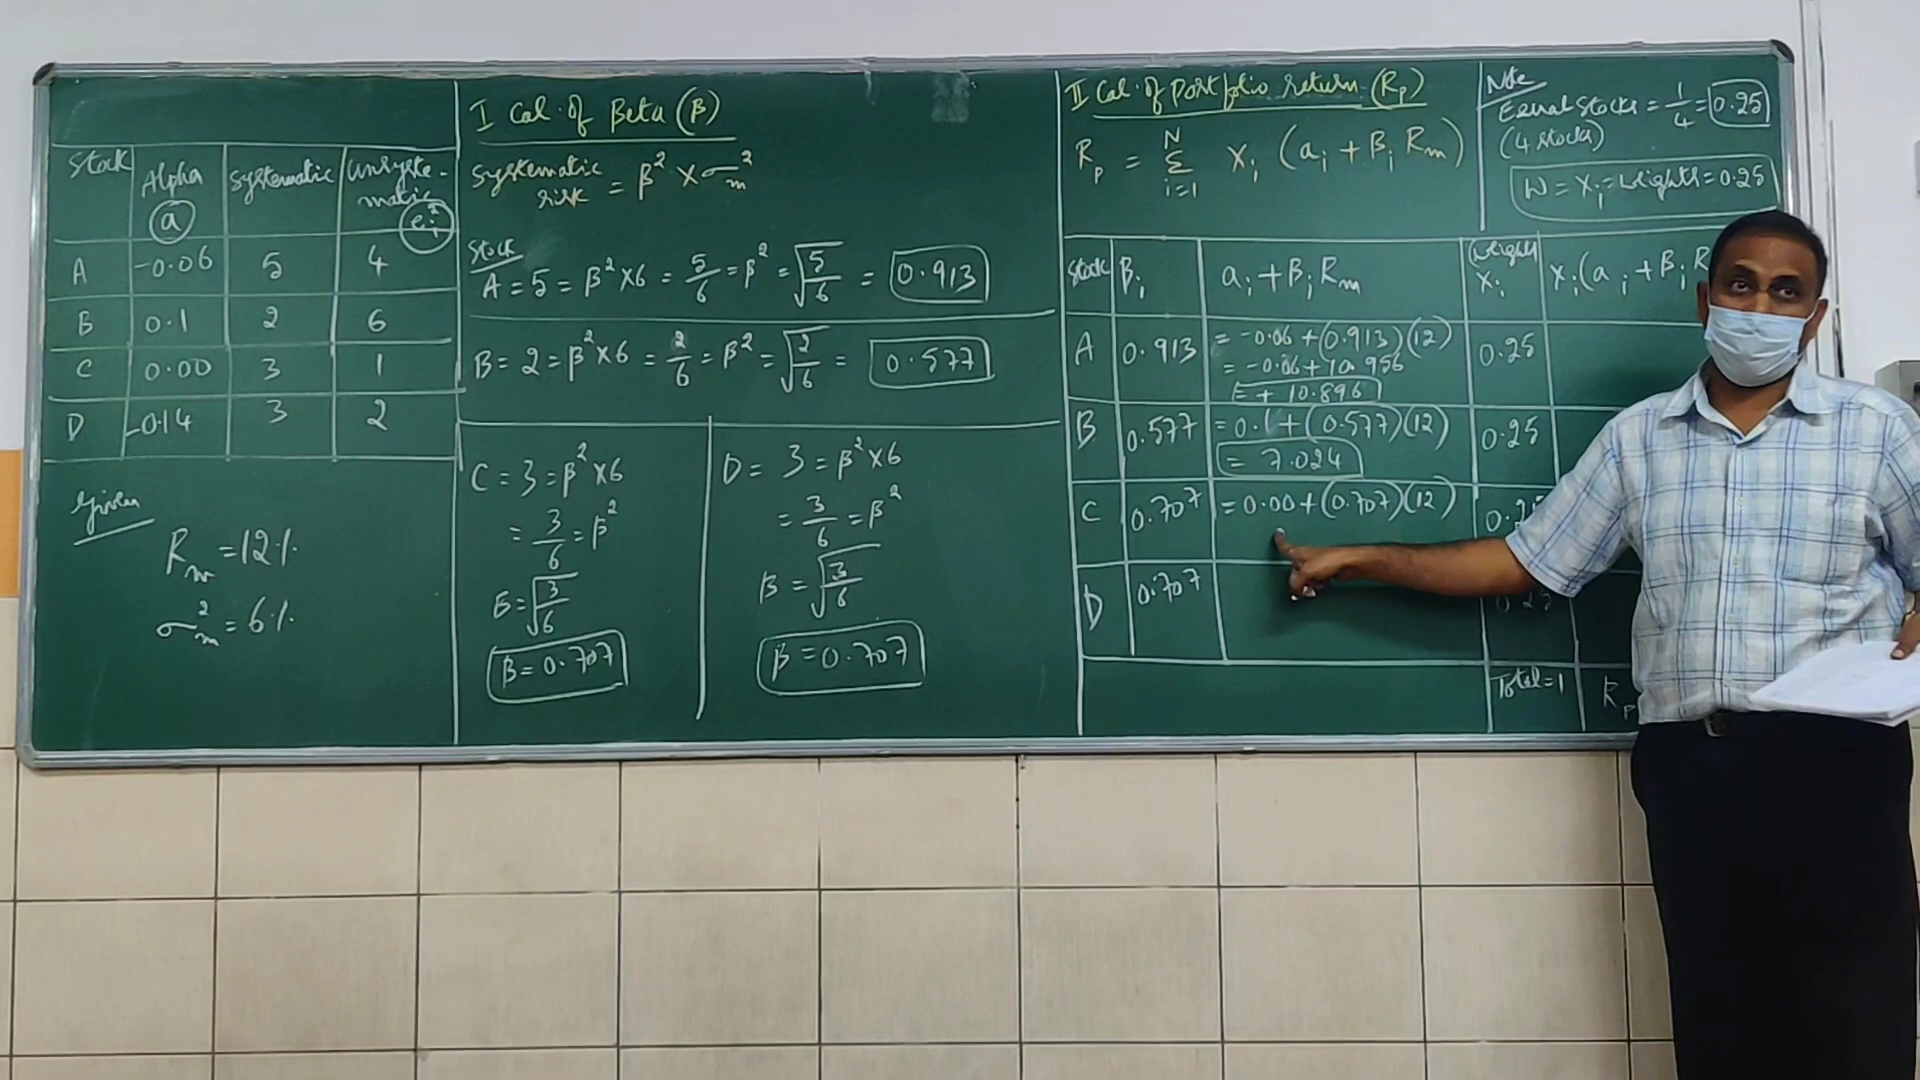 Stock Alpha (a) Systematic Unsyste-matic ei²
A -0.06 5 4
B 0.1 2 6
C 0.00 3 1
D -0.14 3 2
Given
Rm = 12%
σm² = 6%
I Cal. of Beta (β)
Systematic risk = β² × σm²
Stock
A = 5 = β² × 6 = 5/6 = β² = √5/6 = 0.913
B = 2 = β² × 6 = 2/6 = β² = √2/6 = 0.577
C = 3 = β² × 6
= 3/6 = β²
β = √3/6
β = 0.707
D = 3 = β² × 6
= 3/6 = β²
β = √3/6
β = 0.707
II Cal. of Portfolio return (Rp)
Rp = Σ i=1 N xi (ai + βi Rm)
Note
Equal Stocks = 1/4 = 0.25
(4 stocks)
W = xi = weights = 0.25
Stock βi ai + βi Rm weights xi xi (ai + βi R
A 0.913 = -0.06 + (0.913)(12) 0.25
= -0.06 + 10.956
= + 10.896
B 0.577 = 0.1 + (0.577)(12) 0.25
= 7.024
C 0.707 = 0.00 + (0.707)(12)
D 0.707 0.25
Total = 1 Rp